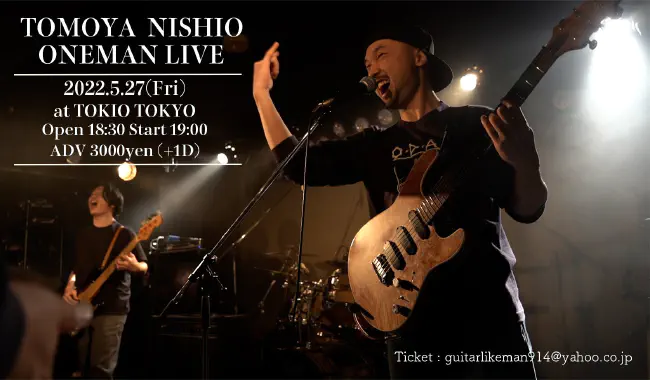 TOMOYA NISHIO
ONEMAN LIVE
2022.5.27(Fri)
at TOKIO TOKYO
Open 18:30 Start 19:00
ADV 3000yen (+1D)
O.D.A
Ticket : guitarlikeman914@yahoo.co.jp